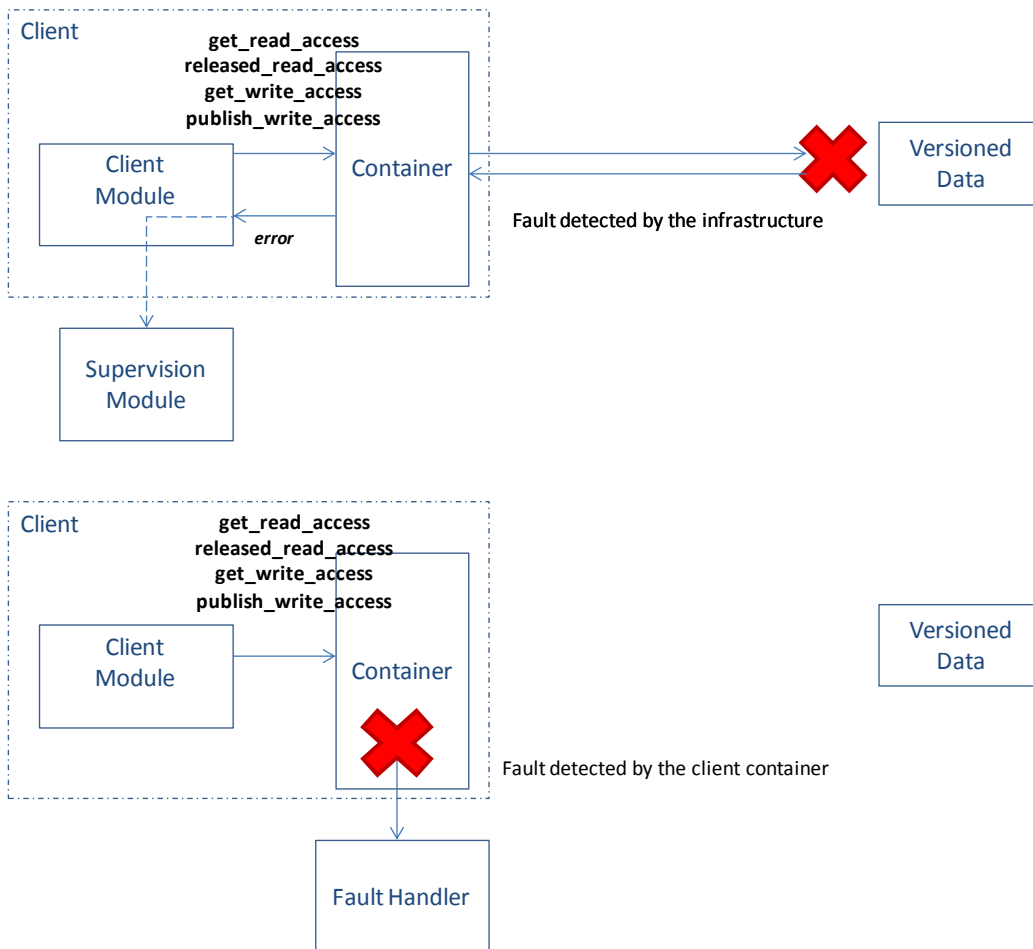 Client
get_read_access
released_read_access
get_write_access
publish_write_access
Client
Module
Container
Versioned
Data
error
Fault detected by the infrastructure
Supervision
Module
Client
get_read_access
released_read_access
get_write_access
publish_write_access
Client
Module
Container
Versioned
Data
Fault detected by the client container
Fault Handler